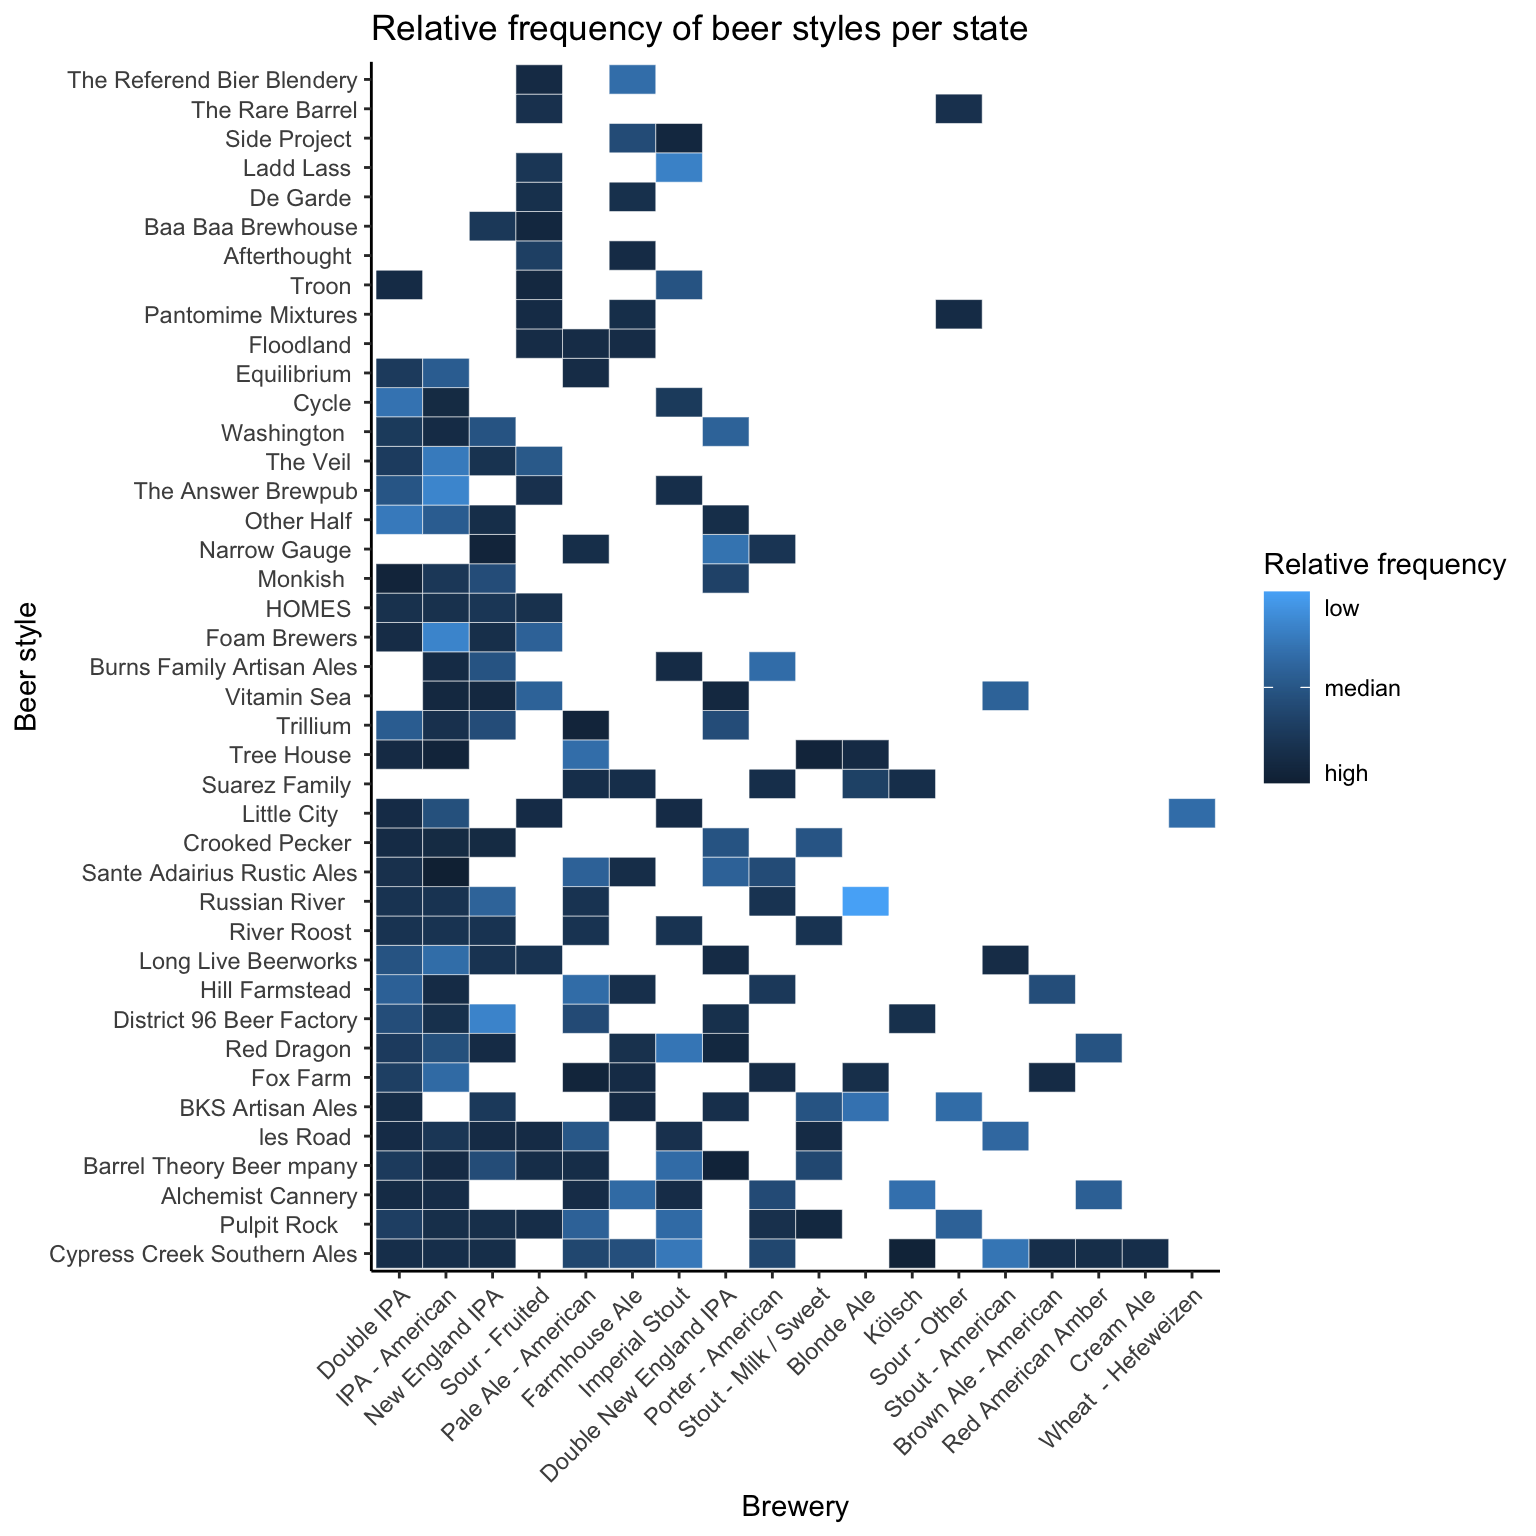 Relative frequency of beer styles per state
The Referend Bier Blendery
The Rare Barrel
Side Project
Ladd Lass
De Garde
Baa Baa Brewhouse
Afterthought
Troon
Pantomime Mixtures
Floodland
Equilibrium
Cycle
Washington
The Veil
The Answer Brewpub
Other Half
Narrow Gauge
Monkish
HOMES
Foam Brewers
Burns Family Artisan Ales
Vitamin Sea
Trillium
Tree House
Suarez Family
Little City
Crooked Pecker
Sante Adairius Rustic Ales
Russian River
River Roost
Long Live Beerworks
Hill Farmstead
District 96 Beer Factory
Red Dragon
Fox Farm
BKS Artisan Ales
les Road
Barrel Theory Beer mpany
Alchemist Cannery
Pulpit Rock
Cypress Creek Southern Ales
Beer style
Double IPA
IPA - American
New England IPA
Sour - Fruited
Pale Ale - American
Farmhouse Ale
Imperial Stout
Double New England IPA
Porter - American
Stout - Milk / Sweet
Blonde Ale
Kölsch
Sour - Other
Stout - American
Brown Ale - American
Red American Amber
Cream Ale
Wheat - Hefeweizen
Brewery
Relative frequency
low
median
high